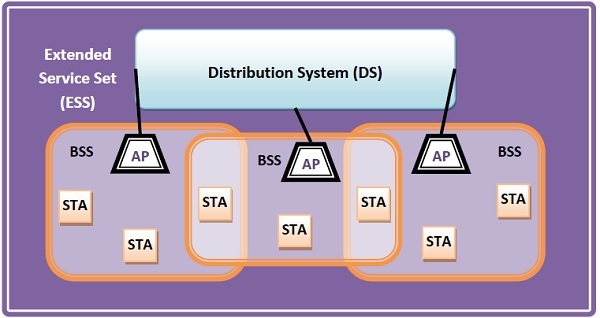 Extended
Service Set
(ESS)
Distribution System (DS)
BSS
AP
BSS
AP
AP
BSS
STA
STA
STA
STA
STA
STA
STA